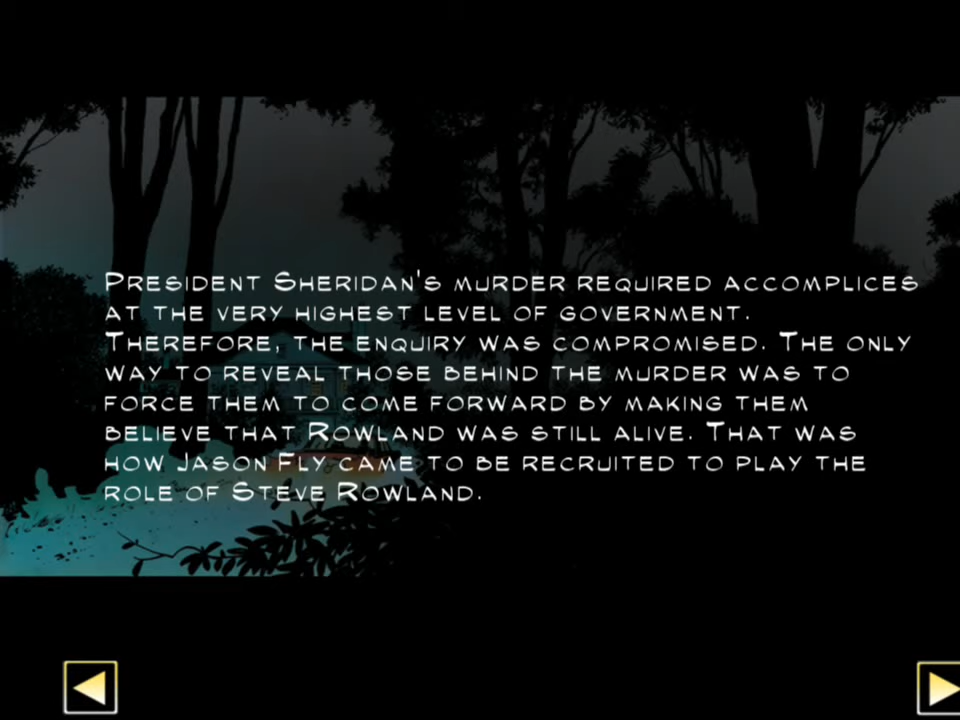 President Sheridan's murder required accomplices
at the very highest level of government.
Therefore, the enquiry was compromised. The only
way to reveal those behind the murder was to
force them to come forward by making them
believe that Rowland was still alive. That was
how Jason Fly came to be recruited to play the
role of Steve Rowland.